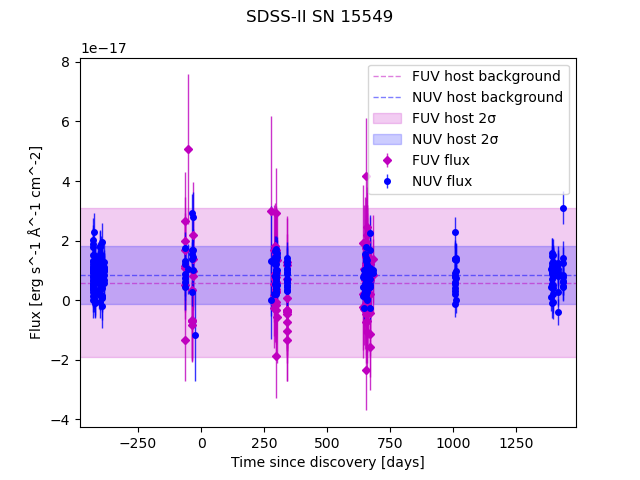 SDSS-II SN 15549
1e−17
8
6
4
2
0
−2
−4
Flux [erg s^-1 Å^-1 cm^-2]
−250
0
250
500
750
1000
1250
Time since discovery [days]
FUV host background
NUV host background
FUV host 2σ
NUV host 2σ
FUV flux
NUV flux